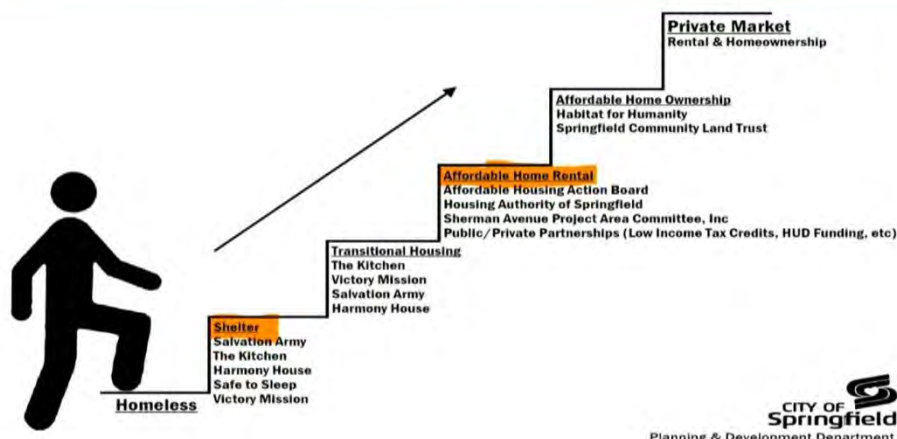 Private Market
Rental & Homeownership
Affordable Home Ownership
Habitat for Humanity
Springfield Community Land Trust
Affordable Home Rental
Affordable Housing Action Board
Housing Authority of Springfield
Sherman Avenue Project Area Committee, Inc
Public/Private Partnerships (Low Income Tax Credits, HUD Funding, etc)
Transitional Housing
The Kitchen
Victory Mission
Salvation Army
Harmony House
Shelter
Salvation Army
The Kitchen
Harmony House
Safe to Sleep
Victory Mission
Homeless
CITY OF
Springfield
Planning & Development Department